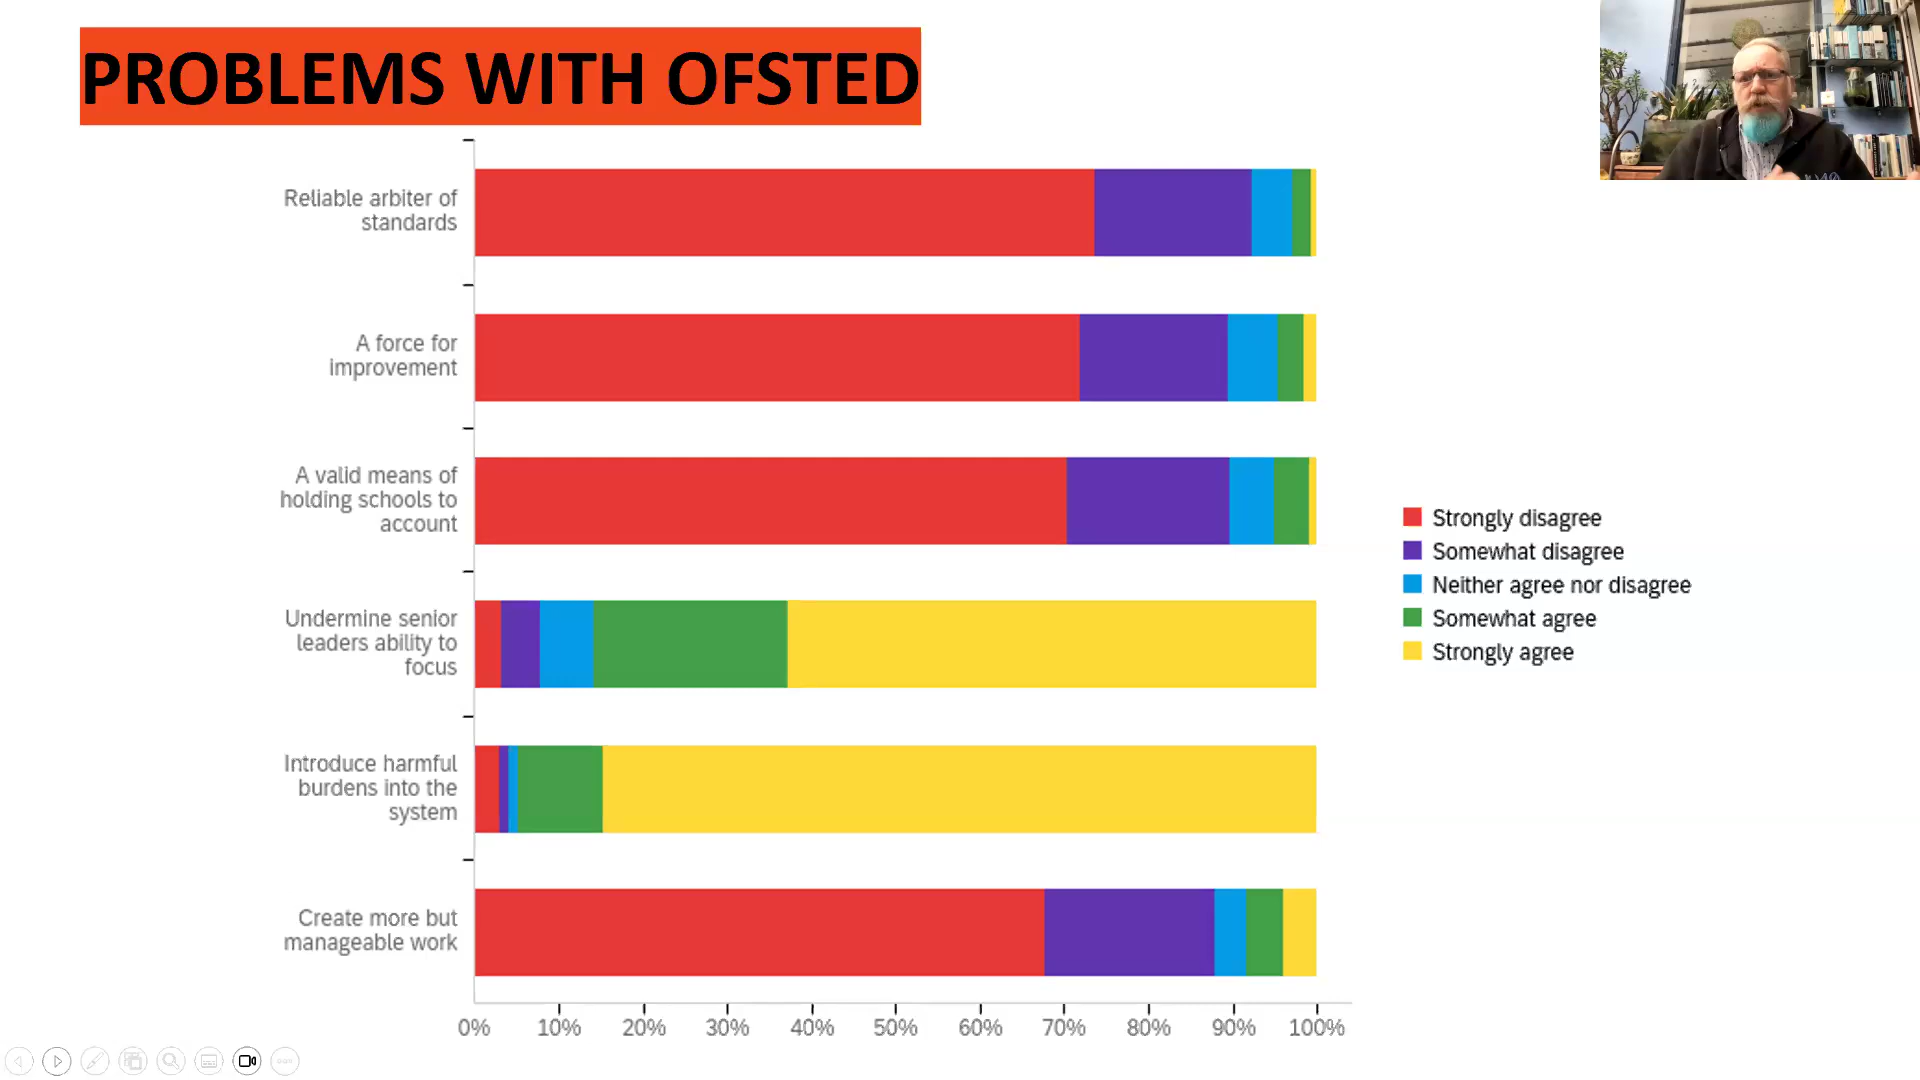 PROBLEMS WITH OFSTED
Reliable arbiter of
standards
A force for
improvement
A valid means of
holding schools to
account
Undermine senior
leaders ability to
focus
Introduce harmful
burdens into the
system
Create more but
manageable work
0% 10% 20% 30% 40% 50% 60% 70% 80% 90% 100%
Strongly disagree
Somewhat disagree
Neither agree nor disagree
Somewhat agree
Strongly agree